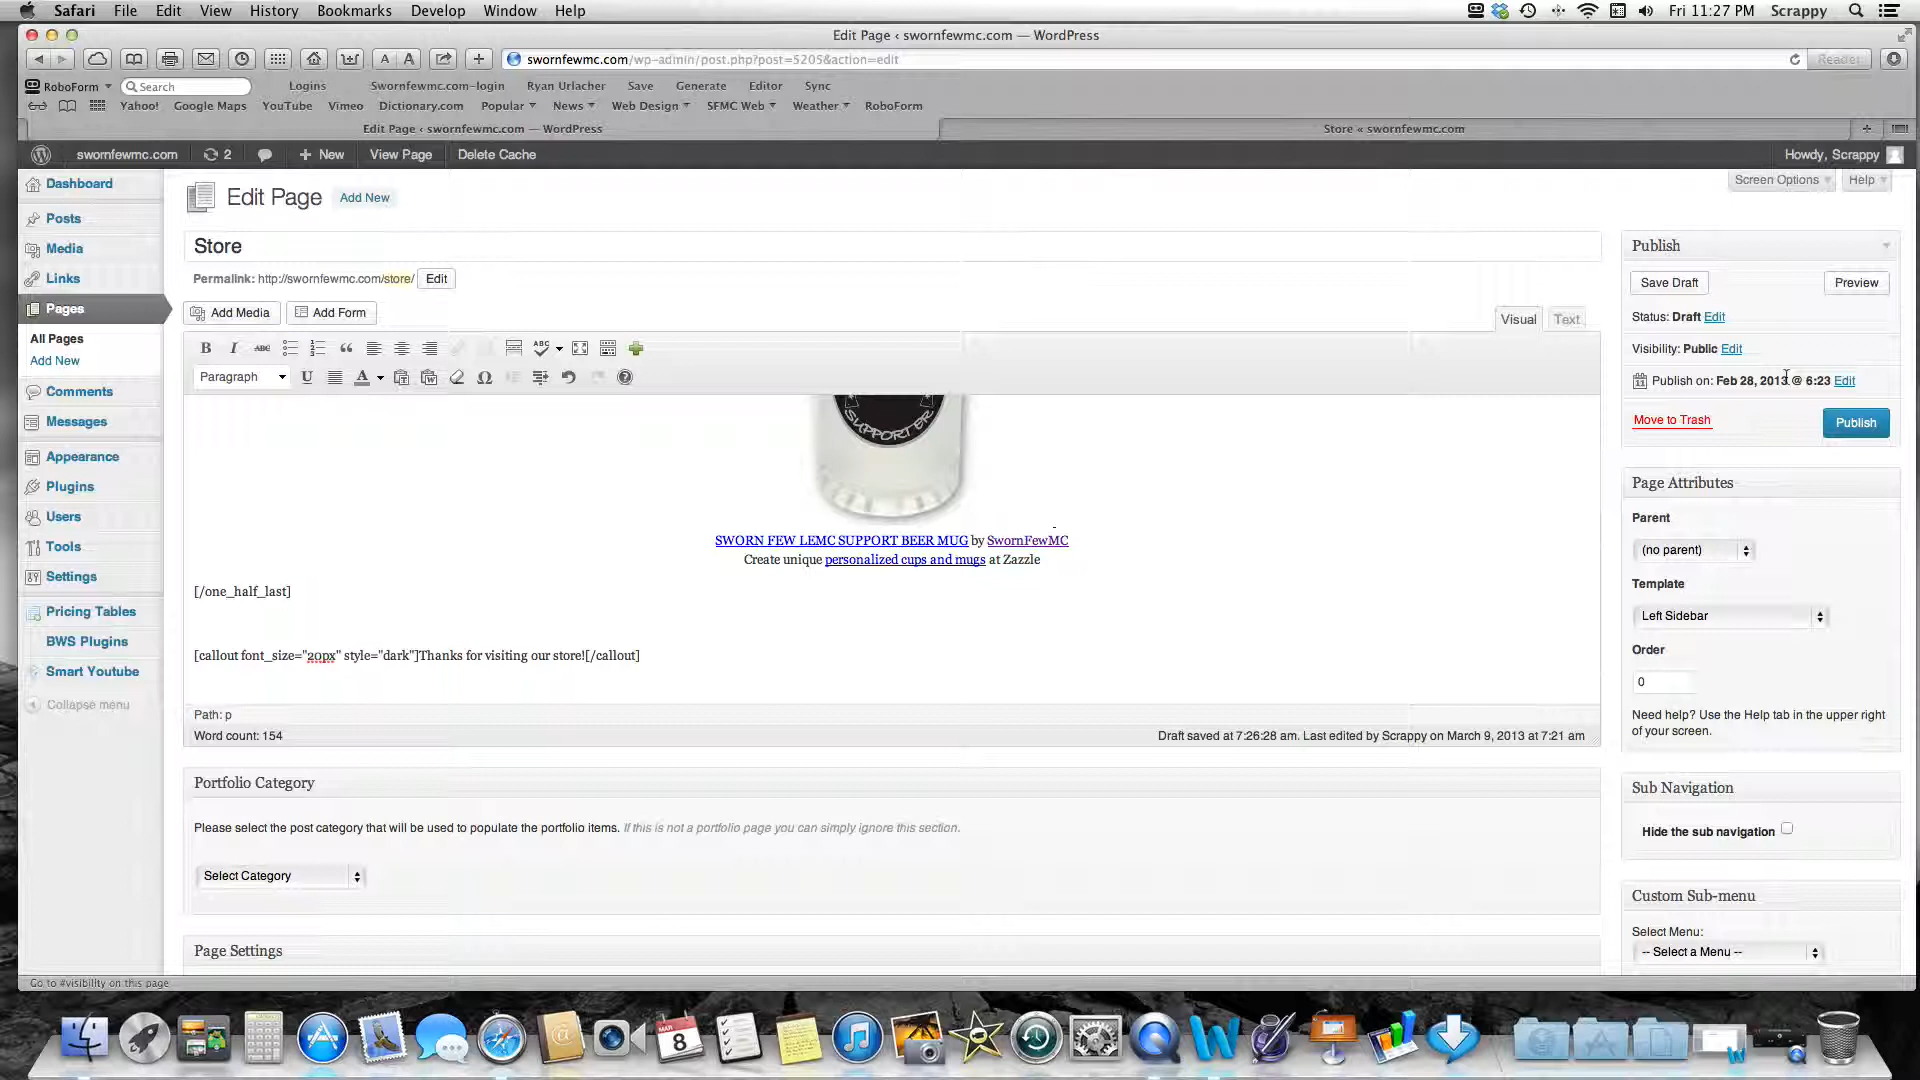 Safari File Edit View History Bookmarks Develop Window Help
Fri 11:27 PM Scrappy
Edit Page ‹ swornfewmc.com — WordPress
swornfewmc.com/wp-admin/post.php?post=5205&action=edit
Reader
RoboForm Search Logins Swornfewmc.com-login Ryan Urlacher Save Generate Editor Sync
Yahoo! Google Maps YouTube Vimeo Dictionary.com Popular News Web Design SFMC Web Weather RoboForm
Edit Page ‹ swornfewmc.com — WordPress
Store « swornfewmc.com
swornfewmc.com 2 New View Page Delete Cache
Howdy, Scrappy
Screen Options Help
Dashboard
Posts
Media
Links
Pages
All Pages
Add New
Comments
Messages
Appearance
Plugins
Users
Tools
Settings
Pricing Tables
BWS Plugins
Smart Youtube
Collapse menu
Edit Page Add New
Store
Permalink: http://swornfewmc.com/store/ Edit
Add Media Add Form
Visual Text
B I ABC ABC
Paragraph U A
SUPPORTER
SWORN FEW LEMC SUPPORT BEER MUG by SwornFewMC
Create unique personalized cups and mugs at Zazzle
[/one_half_last]
[callout font_size="20px" style="dark"]Thanks for visiting our store![/callout]
Path: p
Word count: 154
Draft saved at 7:26:28 am. Last edited by Scrappy on March 9, 2013 at 7:21 am
Portfolio Category
Please select the post category that will be used to populate the portfolio items. If this is not a portfolio page you can simply ignore this section.
Select Category
Page Settings
Publish
Save Draft Preview
Status: Draft Edit
Visibility: Public Edit
Publish on: Feb 28, 2013 @ 6:23 Edit
Move to Trash Publish
Page Attributes
Parent
(no parent)
Template
Left Sidebar
Order
0
Need help? Use the Help tab in the upper right
of your screen.
Sub Navigation
Hide the sub navigation
Custom Sub-menu
Select Menu:
-- Select a Menu --
Go to #visibility on this page
MAR
8